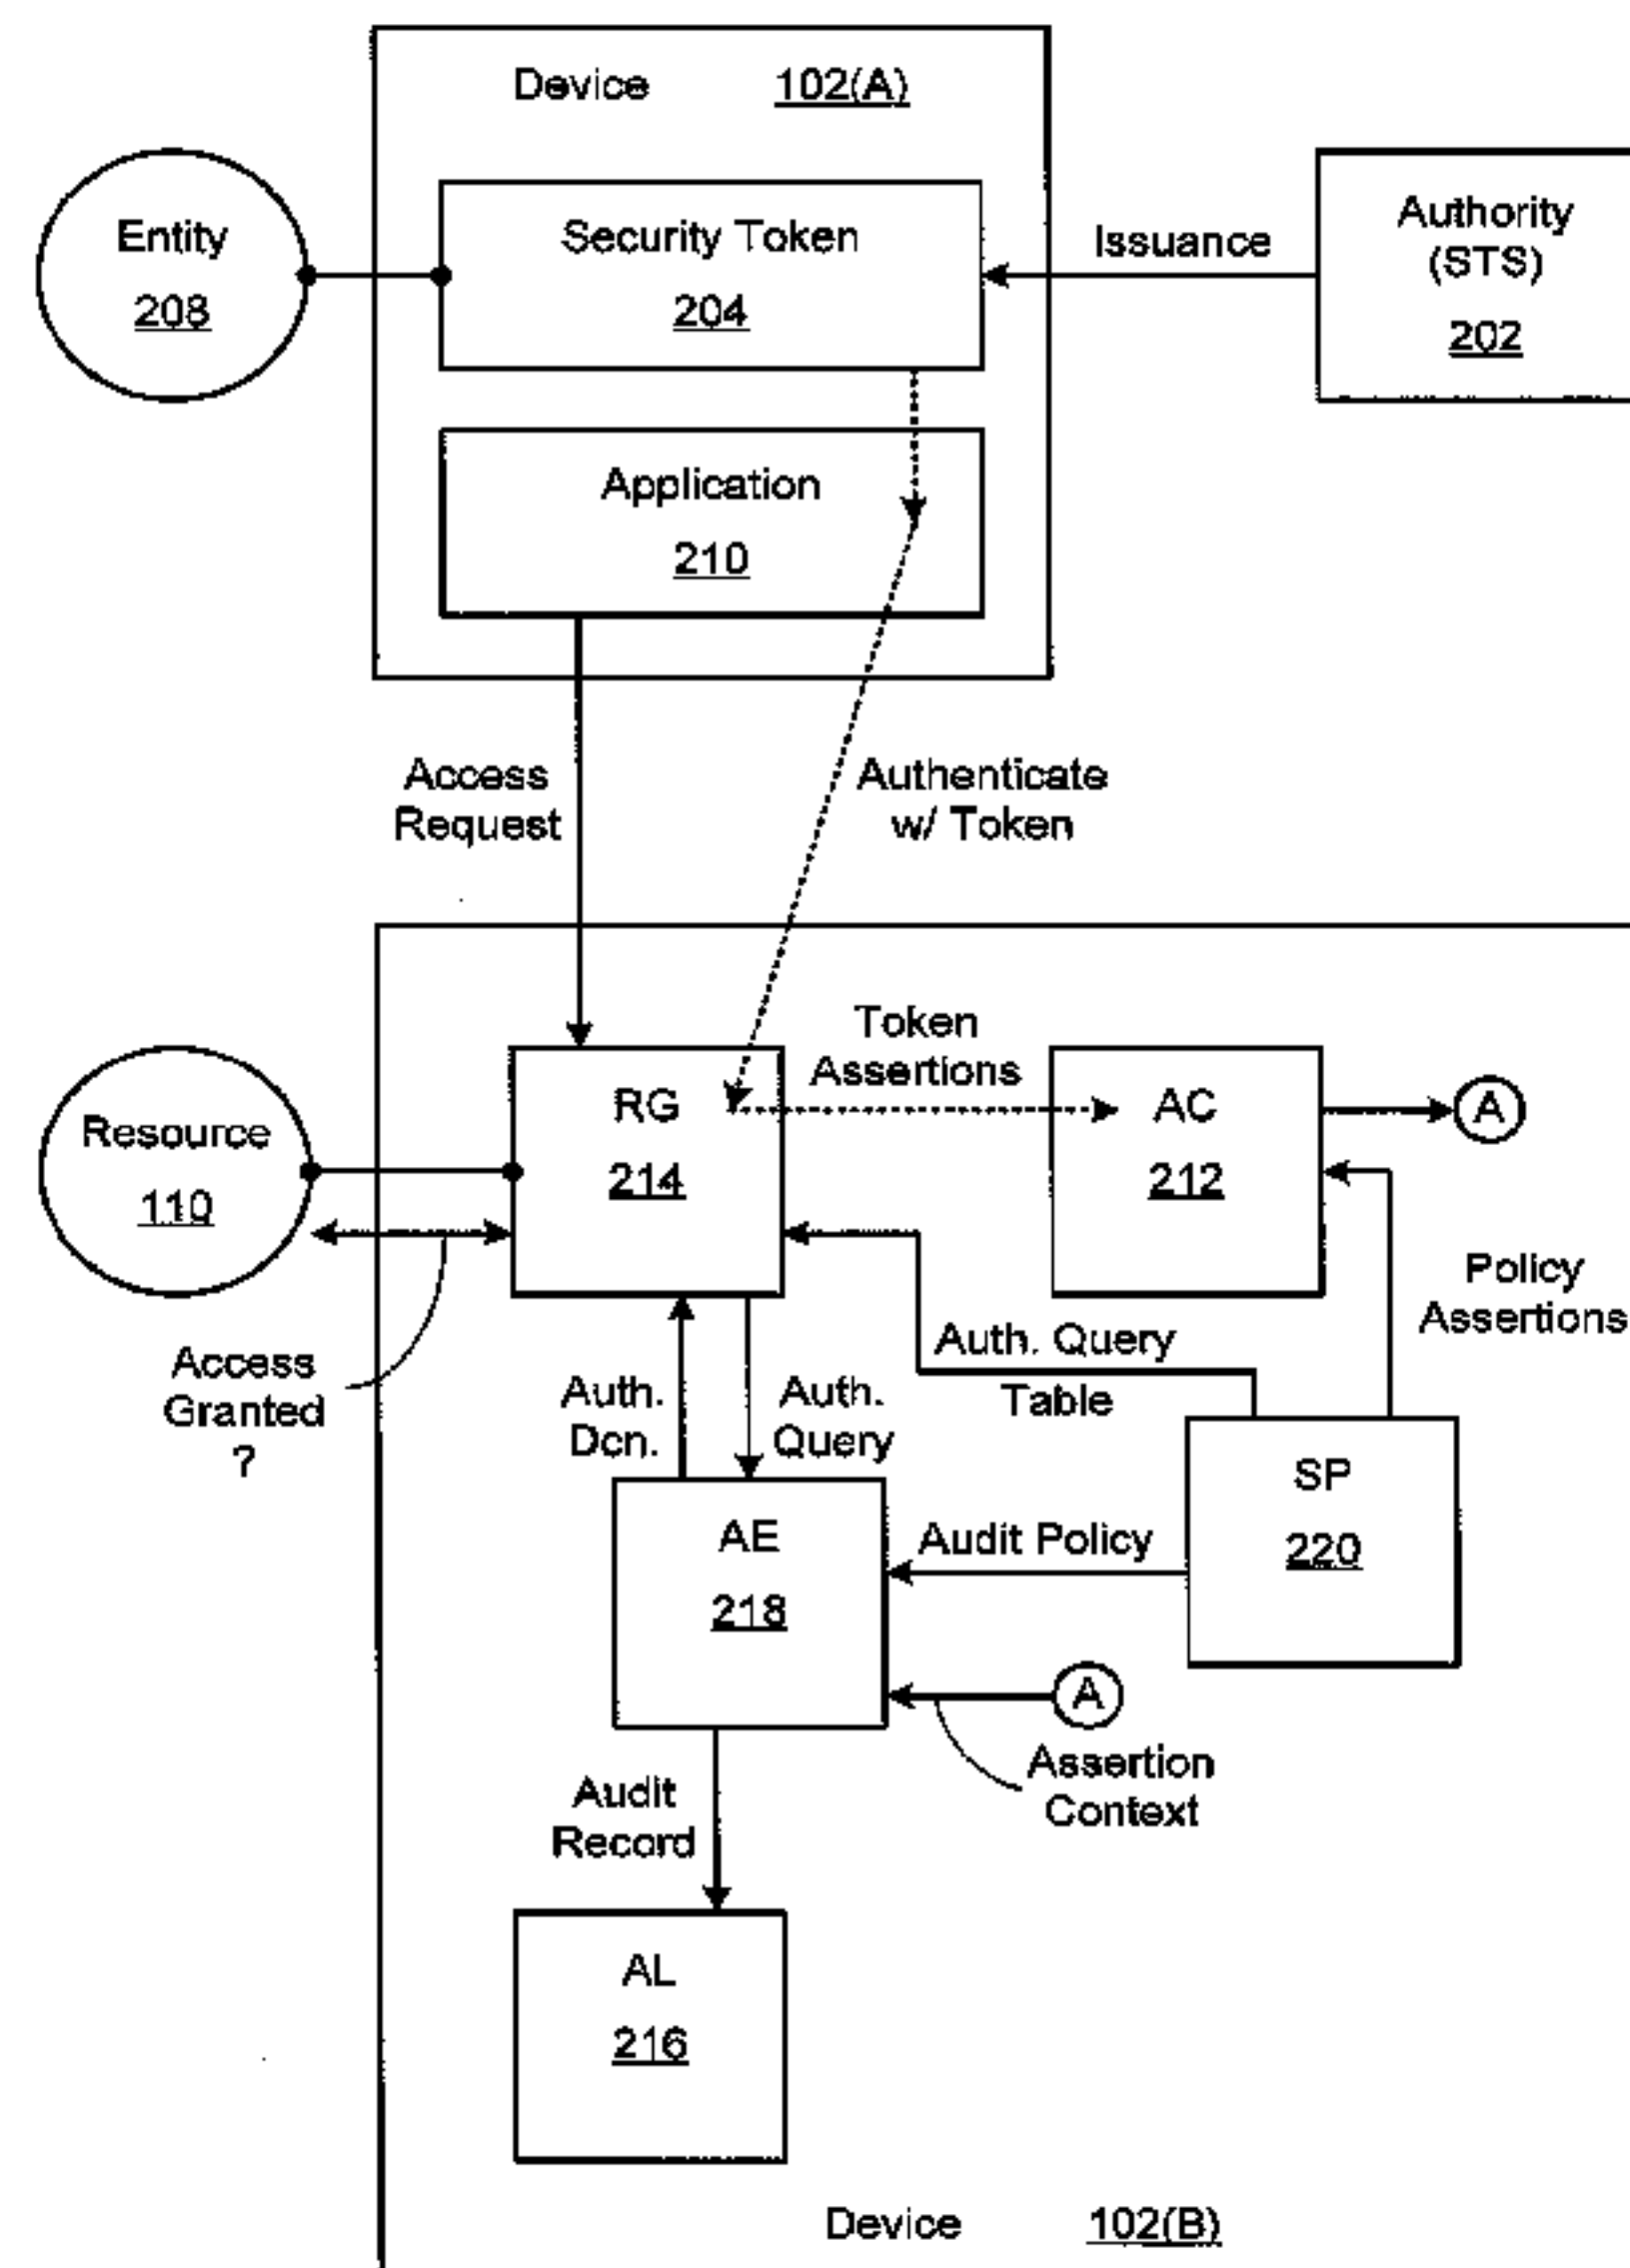 Device 102(A)
Entity
208
Security Token
204
Issuance
Authority
(STS)
202
Application
210
Access
Request
Authenticate
w/ Token
Token
Assertions
Resource
110
RG
214
AC
212
A
Policy
Assertions
Access
Granted
?
Auth.
Dcn.
Auth.
Query
Auth. Query
Table
SP
220
AE
218
Audit Policy
A
Assertion
Context
Audit
Record
AL
216
Device 102(B)